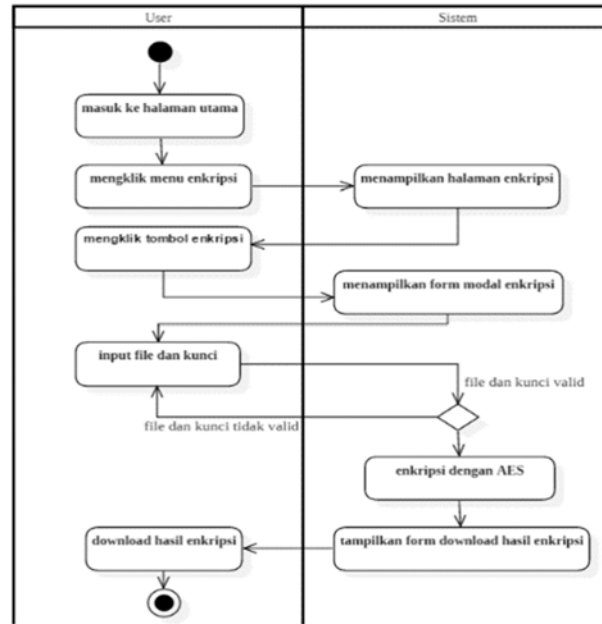 User
Sistem
masuk ke halaman utama
mengklik menu enkripsi
menampilkan halaman enkripsi
mengklik tombol enkripsi
menampilkan form modal enkripsi
input file dan kunci
file dan kunci valid
file dan kunci tidak valid
enkripsi dengan AES
download hasil enkripsi
tampilkan form download hasil enkripsi